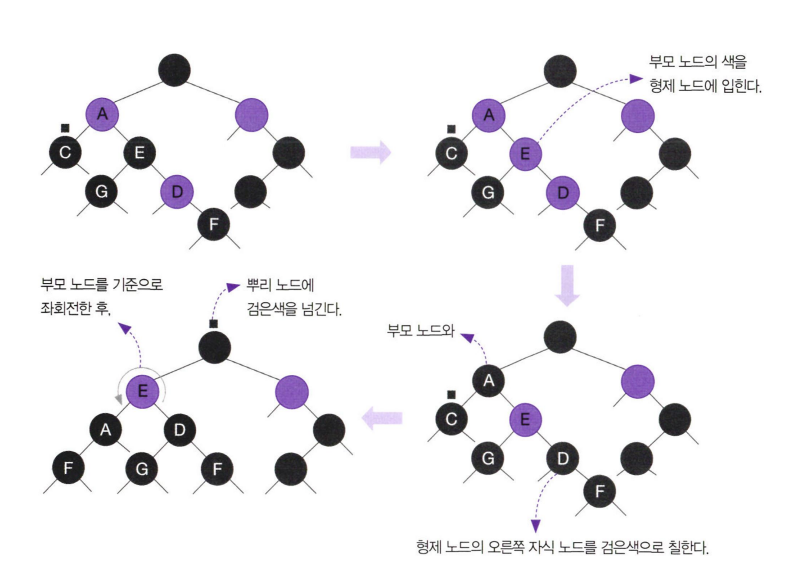 A
C
E
G
D
F
부모 노드의 색을
형제 노드에 입힌다.
A
C
E
G
D
F
부모 노드를 기준으로
좌회전한 후,
뿌리 노드에
검은색을 넘긴다.
E
A
D
F
G
F
부모 노드와
A
C
E
G
D
F
형제 노드의 오른쪽 자식 노드를 검은색으로 칠한다.